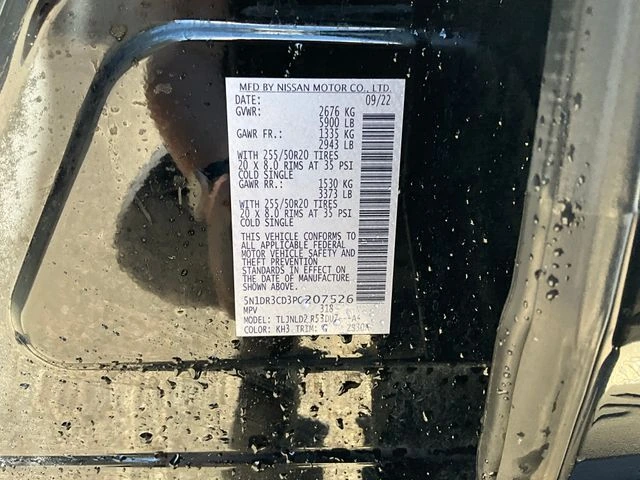 MFD BY NISSAN MOTOR CO., LTD.
DATE: 09/22
GVWR: 2676 KG
5900 LB
GAWR FR.: 1335 KG
2943 LB
WITH 255/50R20 TIRES
20 X 8.0 RIMS AT 35 PSI
COLD SINGLE
GAWR RR.: 1530 KG
3373 LB
WITH 255/50R20 TIRES
20 X 8.0 RIMS AT 35 PSI
COLD SINGLE
THIS VEHICLE CONFORMS TO
ALL APPLICABLE FEDERAL
MOTOR VEHICLE SAFETY AND
THEFT PREVENTION
STANDARDS IN EFFECT ON
THE DATE OF MANUFACTURE
SHOWN ABOVE
5N1DR3CD3PC207526
MPV 318
MODEL:
COLOR: KH3 TRIM: G